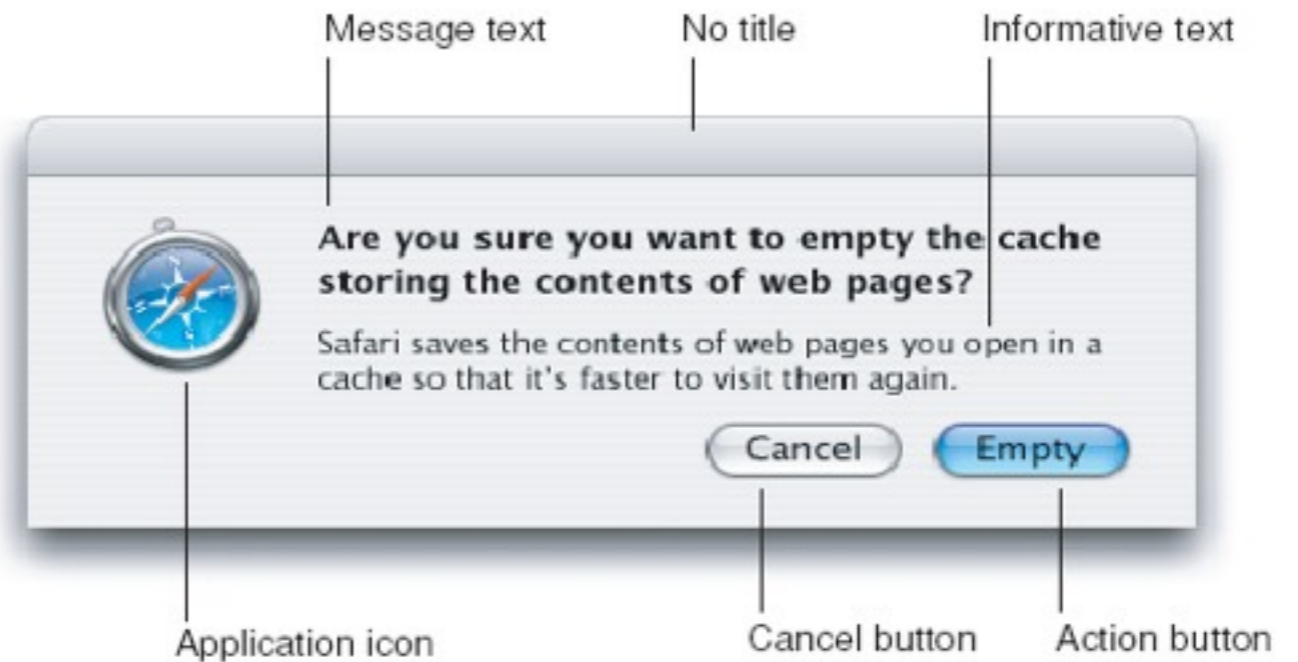 Message text
No title
Informative text
Are you sure you want to empty the cache
storing the contents of web pages?
Safari saves the contents of web pages you open in a
cache so that it's faster to visit them again.
Cancel
Empty
Application icon
Cancel button
Action button